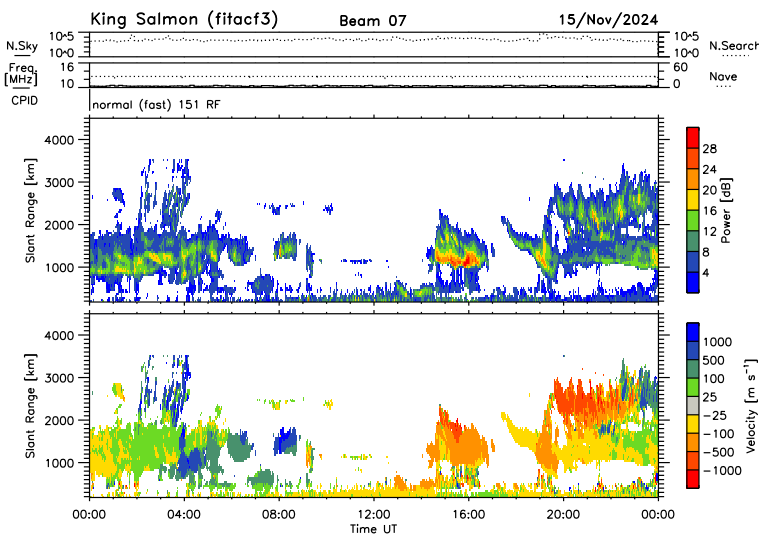 King Salmon (fitacf3) Beam 07 15/Nov/2024
N.Sky 10^5 10^0 10^5 10^0 N.Search
Freq. [MHz] 16 10 60 0 Nave
CPID normal (fast) 151 RF
Slant Range [km] 4000 3000 2000 1000
Power [dB] 28 24 20 16 12 8 4
Slant Range [km] 4000 3000 2000 1000
Velocity [m s⁻¹] 1000 500 100 25 −25 −100 −500 −1000
00:00 04:00 08:00 12:00 16:00 20:00 00:00
Time UT